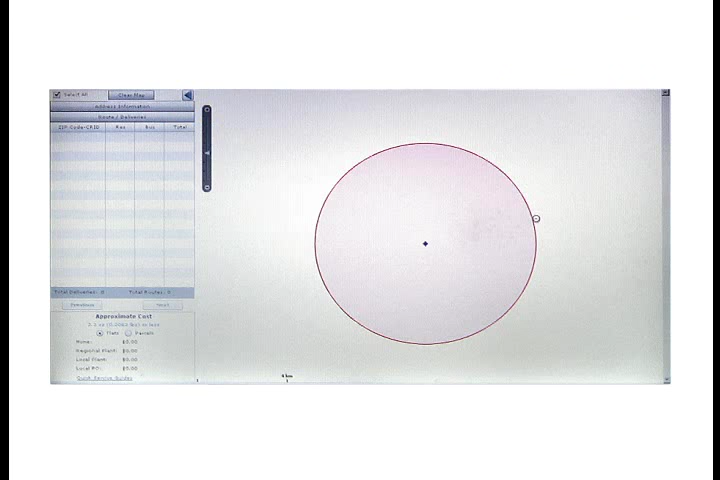 Select All
Clear Map
Address Information
Route / Deliveries
ZIP Code-CRID Res Bus Total
Total Deliveries: 0 Total Routes: 0
Previous Next
Approximate Cost
Flats Parcels
$0.00
Regional Plant: $0.00
Local Plant: $0.00
Local PO: $0.00
Quick Service Guides